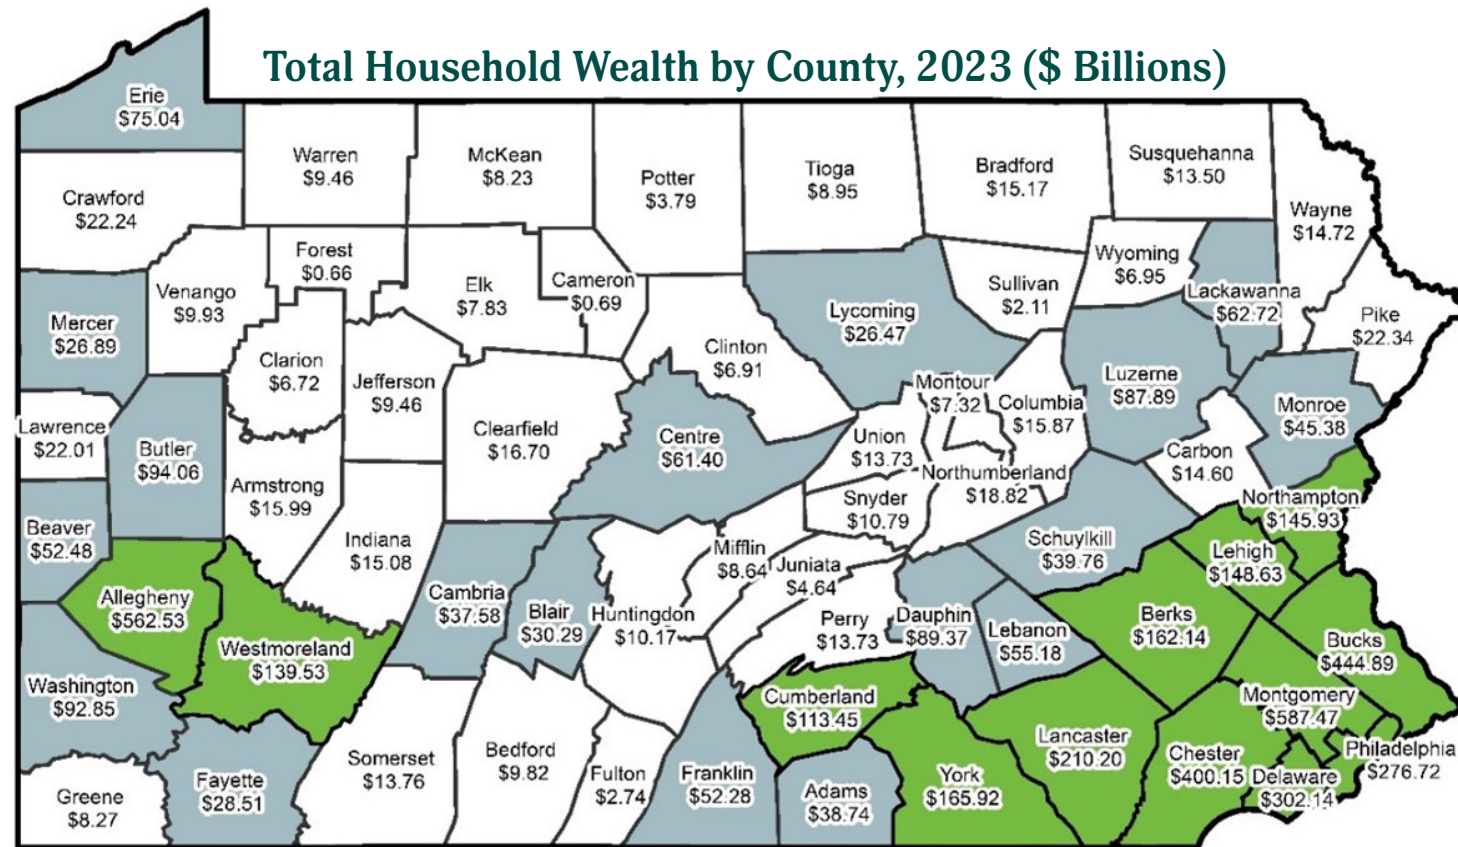 Total Household Wealth by County, 2023 ($ Billions)
Erie
$75.04
Crawford
$22.24
Warren
$9.46
McKean
$8.23
Potter
$3.79
Tioga
$8.95
Bradford
$15.17
Susquehanna
$13.50
Wayne
$14.72
Mercer
$26.89
Venango
$9.93
Forest
$0.66
Elk
$7.83
Cameron
$0.69
Lycoming
$26.47
Sullivan
$2.11
Wyoming
$6.95
Lackawanna
$62.72
Pike
$22.34
Clarion
$6.72
Jefferson
$9.46
Clinton
$6.91
Montour
$7.32
Columbia
$15.87
Luzerne
$87.89
Monroe
$45.38
Lawrence
$22.01
Butler
$94.06
Clearfield
$16.70
Centre
$61.40
Union
$13.73
Northumberland
$18.82
Carbon
$14.60
Armstrong
$15.99
Snyder
$10.79
Northampton
$145.93
Beaver
$52.48
Indiana
$15.08
Mifflin
$8.64
Juniata
$4.64
Schuylkill
$39.76
Lehigh
$148.63
Allegheny
$562.53
Cambria
$37.58
Blair
$30.29
Huntingdon
$10.17
Perry
$13.73
Dauphin
$89.37
Lebanon
$55.18
Berks
$162.14
Bucks
$444.89
Westmoreland
$139.53
Washington
$92.85
Cumberland
$113.45
Montgomery
$587.47
Somerset
$13.76
Bedford
$9.82
Fulton
$2.74
Franklin
$52.28
Adams
$38.74
York
$165.92
Lancaster
$210.20
Chester
$400.15
Delaware
$302.14
Philadelphia
$276.72
Greene
$8.27
Fayette
$28.51